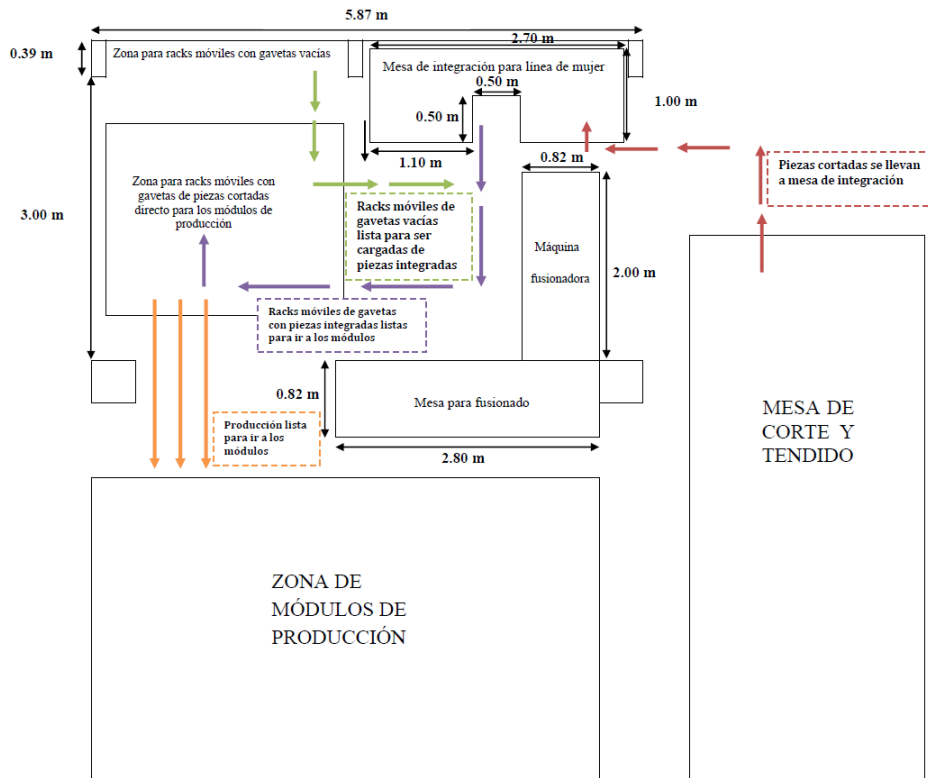 5.87 m
0.39 m
Zona para racks móviles con gavetas vacías
2.70 m
Mesa de integración para línea de mujer
0.50 m
0.50 m
1.00 m
1.10 m
0.82 m
Piezas cortadas se llevan
a mesa de integración
Zona para racks móviles con
gavetas de piezas cortadas
directo para los módulos de
producción
3.00 m
Racks móviles de
gavetas vacías
lista para ser
cargadas de
piezas integradas
Máquina
fusionadora
2.00 m
Racks móviles de gavetas
con piezas integradas listas
para ir a los módulos
0.82 m
Mesa para fusionado
2.80 m
Producción lista
para ir a los
módulos
MESA DE
CORTE Y
TENDIDO
ZONA DE
MÓDULOS DE
PRODUCCIÓN